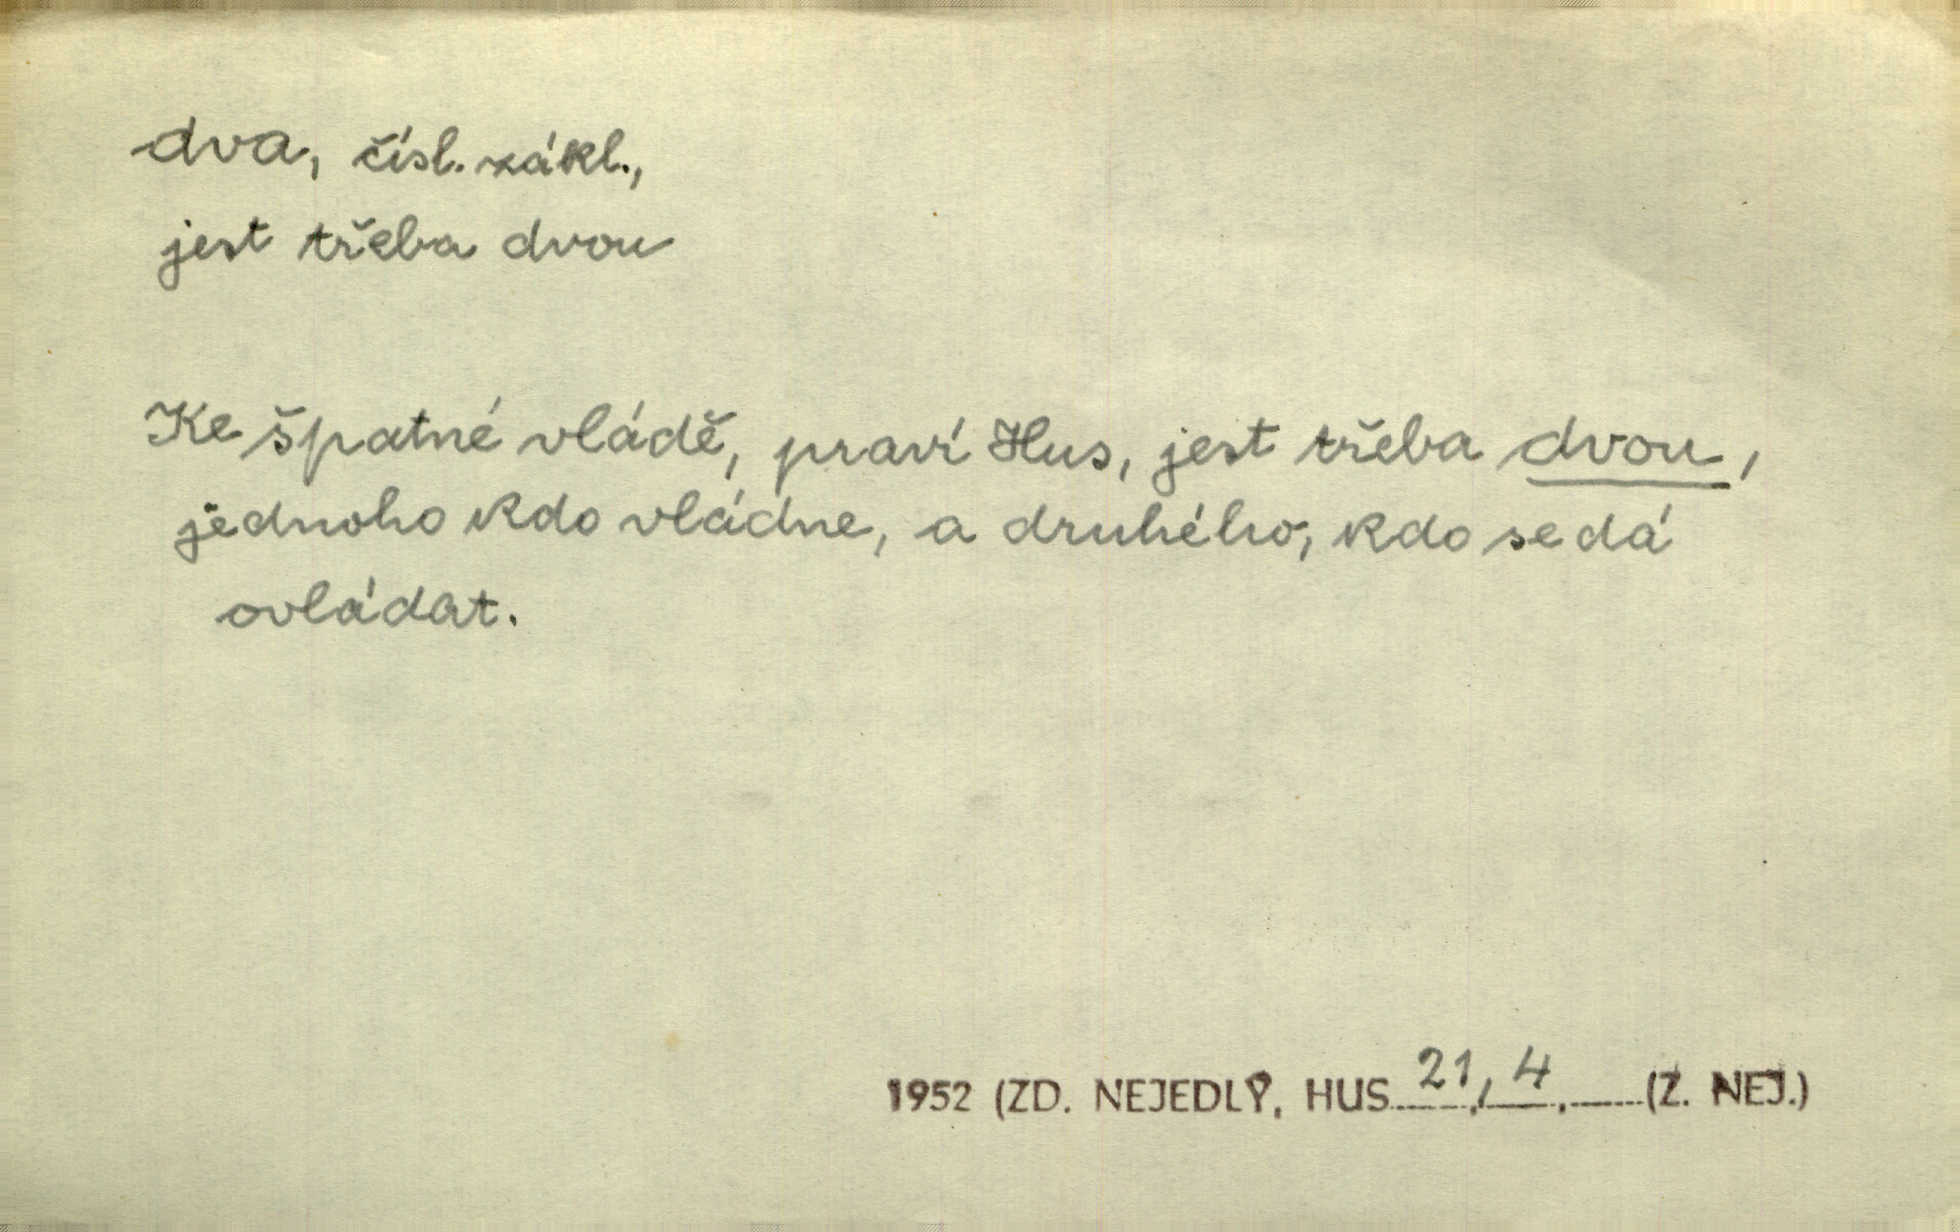 dva, čísl. zákl.,
jest třeba dvou
Ke špatné vládě, praví Hus, jest třeba dvou,
jednoho kdo vládne, a druhého, kdo se dá
ovládat.
1952 (ZD. NEJEDLÝ, HUS 21, 4, (Z. NEJ.)